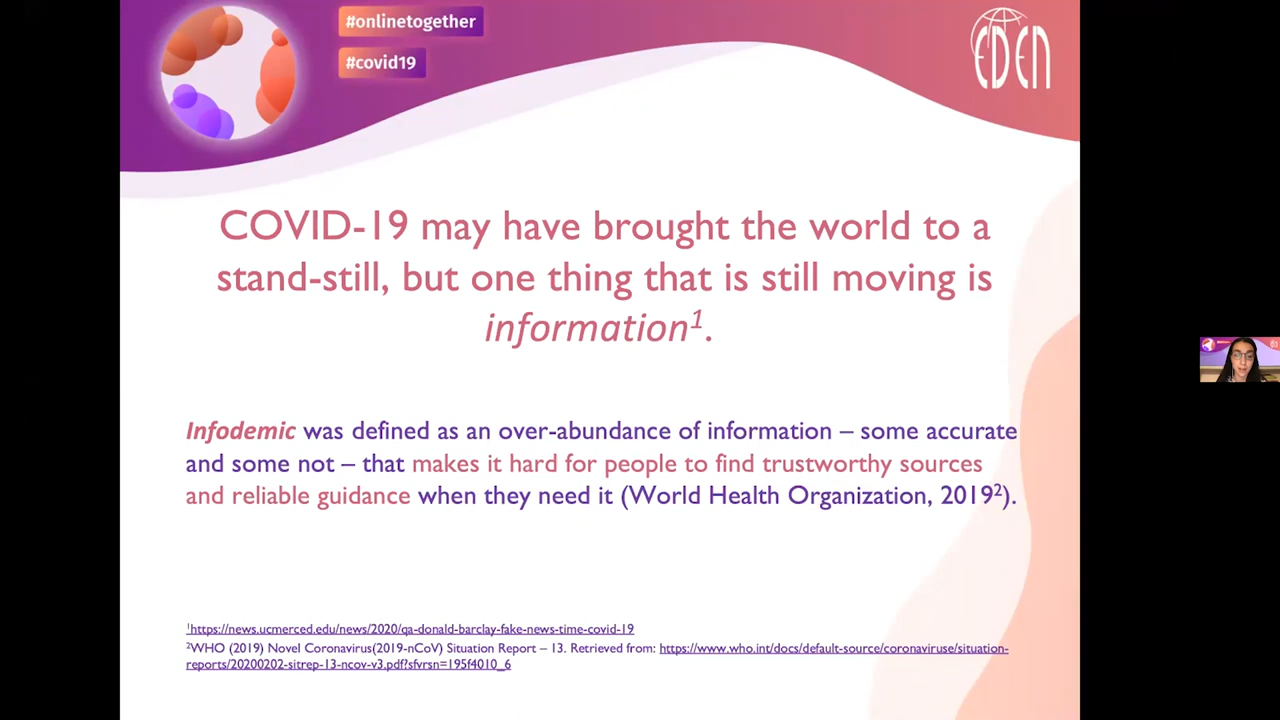 #onlinetogether
#covid19
EDEN
COVID-19 may have brought the world to a
stand-still, but one thing that is still moving is
information¹.
Infodemic was defined as an over-abundance of information – some accurate
and some not – that makes it hard for people to find trustworthy sources
and reliable guidance when they need it (World Health Organization, 2019²).
¹https://news.ucmerced.edu/news/2020/qa-donald-barclay-fake-news-time-covid-19
²WHO (2019) Novel Coronavirus(2019-nCoV) Situation Report – 13. Retrieved from: https://www.who.int/docs/default-source/coronaviruse/situation-
reports/20200202-sitrep-13-ncov-v3.pdf?sfvrsn=195f4010_6